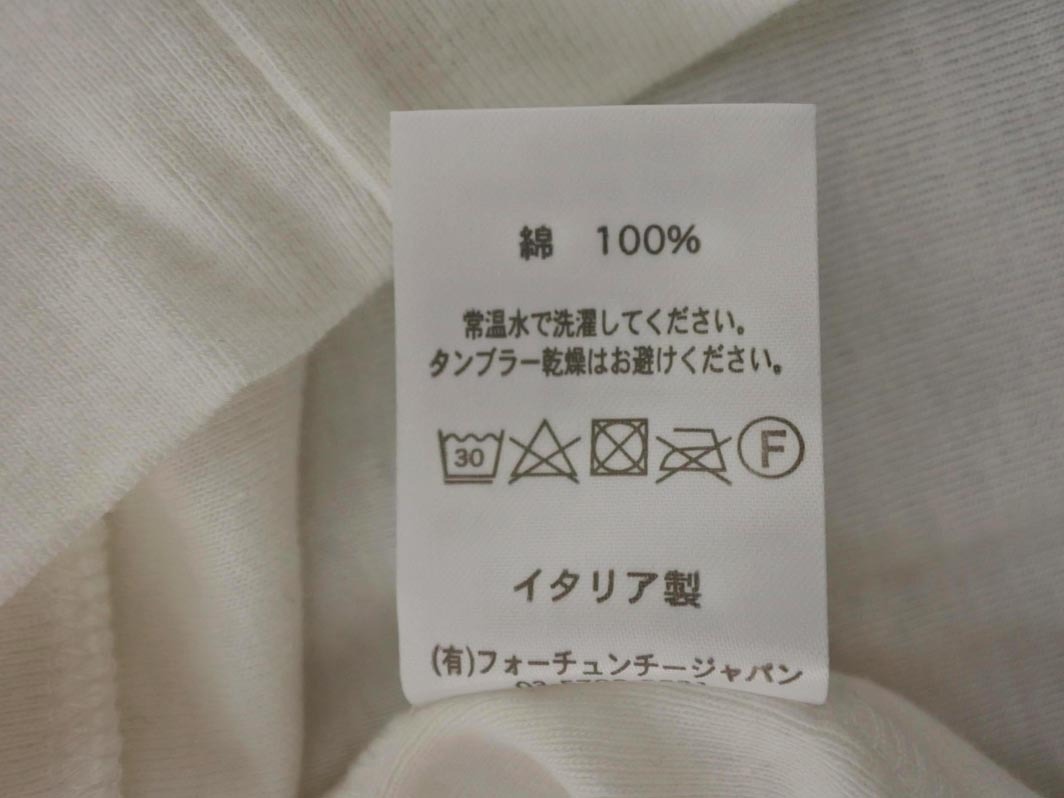 綿 100%
常温水で洗濯してください。
タンブラー乾燥はお避けください。
30 F
イタリア製
(有)フォーチュンチージャパン